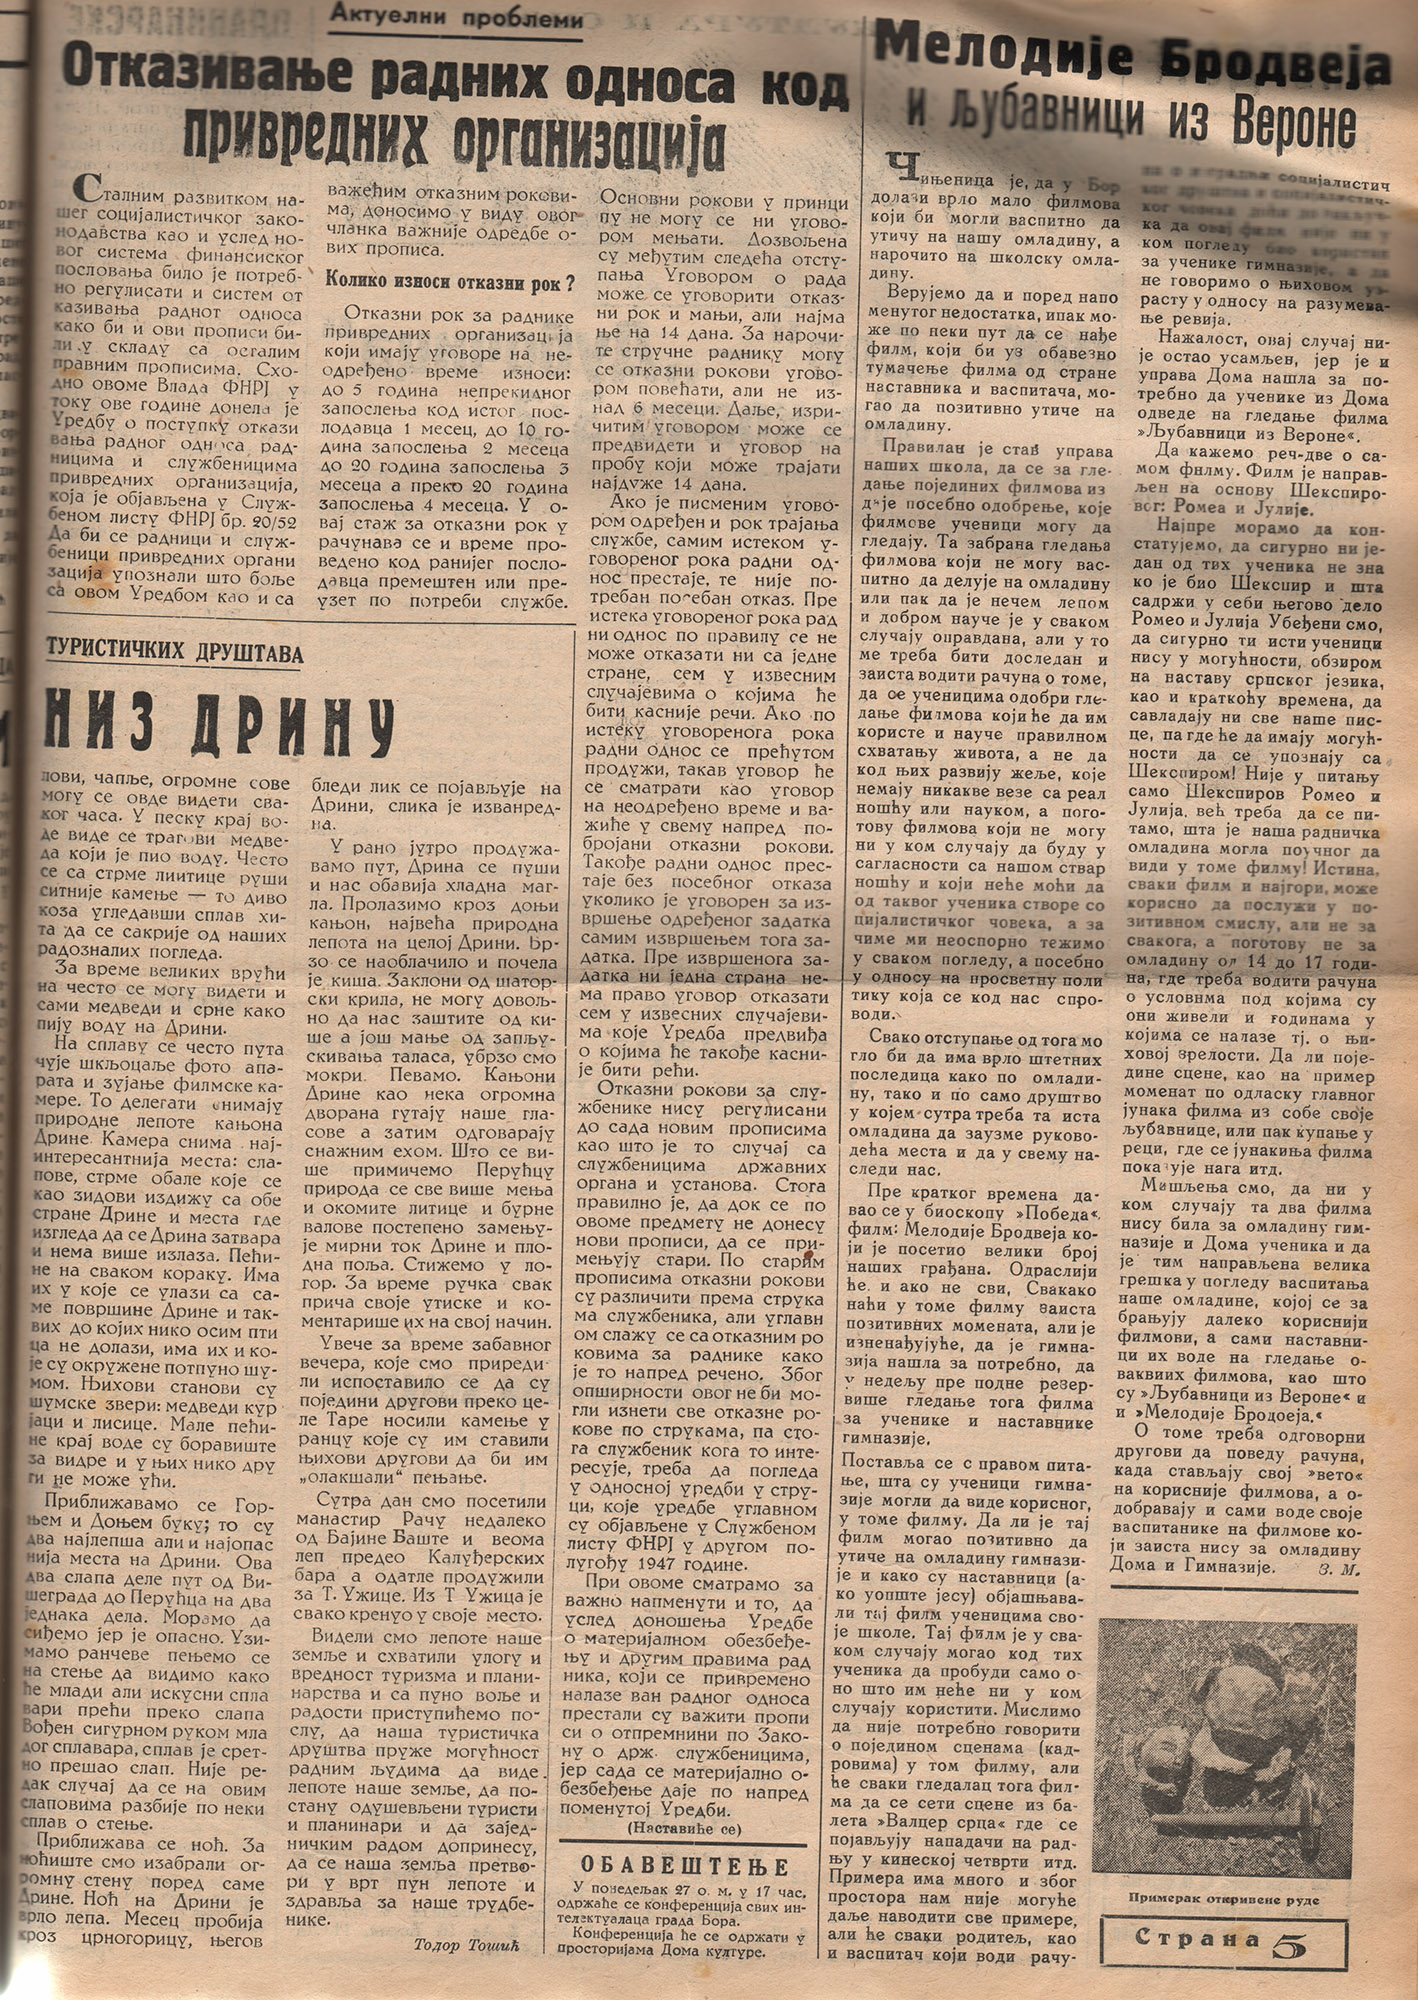 Актуелни проблеми
Отказивање радних односа код
привредних организација
Сталним развитком на-
шег социјалистичког зако-
нодавства као и услед но-
вог система финансиског
пословања било је потреб-
но регулисати и систем от
казивања радног односа
како би и ови прописи би-
ли у складу са осталим
правним прописима. Схо-
дно овоме Влада ФНРЈ у
току ове године донела је
Уредбу о поступку откази
вања радног односа рад-
ницима и службеницима
привредних организација,
која је објављена у Служ-
беном листу ФНРЈ бр. 20/52
Да би се радници и служ-
беници привредних органи
зација упознали што боље
са овом Уредбом као и са
важећим отказним рокови-
ма, доносимо у виду овог
чланка важније одредбе о-
вих прописа.
Колико износи отказни рок?
Отказни рок за раднике
привредних организација
који имају уговоре на не-
одређено време износи:
до 5 година непрекидног
запослења код истог пос-
лодавца 1 месец, до 10 го-
дина запослења 2 месеца
до 20 година запослења 3
месеца а преко 20 година
запослења 4 месеца. У о-
вај стаж за отказни рок у
рачунава се и време про-
ведено код ранијег посло-
давца премештен или пре-
узет по потреби службе.
Основни рокови у принци
пу не могу се ни угово-
ром мењати. Дозвољена
су међутим следећа отсту-
пања Уговором о рада
може се уговорити отказ-
ни рок и мањи, али најма
ње на 14 дана. За нарочи-
те стручне раднику могу
се отказни рокови угово-
ром повећати, али не из-
над 6 месеци. Даље, изри-
читим уговором може се
предвидети и уговор на
пробу који може трајати
најдуже 14 дана.
Ако је писменим угово-
ром одређен и рок трајања
службе, самим истеком у-
говореног рока радни од-
нос престаје, те није по-
требан посебан отказ. Пре
истека уговореног рока рад
ни однос по правилу се не
може отказати ни са једне
стране, сем у извесним
случајевима о којима ће
бити касније речи. Ако по
истеку уговоренога рока
радни однос се прећутом
продужи, такав уговор ће
се сматрати као уговор
на неодређено време и ва-
жиће у свему напред по-
бројани отказни рокови.
Такође радни однос прес-
таје без посебног отказа
уколико је уговорен за из-
вршење одређеног задатка
самим извршењем тога за-
датка. Пре извршенога за-
датка ни једна страна не-
ма право уговор отказати
сем у извесних случајеви-
ма које Уредба предвиђа
о којима ће такође касни-
је бити рећи.
Отказни рокови за слу-
жбенике нису регулисани
до сада новим прописима
као што је то случај са
службеницима државних
органа и установа. Стога
правилно је, да док се по
овоме предмету не донесу
нови прописи, да се при-
мењују стари. По старим
прописима отказни рокови
су различити према струка
ма службеника, али углавн
ом слажу се са отказним ро
ковима за раднике како
је то напред речено. Због
опширности овог не би мо-
гли изнети све отказне ро-
кове по струкама, па сто-
га службеник кога то инте-
ресује, треба да погледа
у односној уредби у стру-
ци, које уредбе углавном
су објављене у Службеном
листу ФНРЈ у другом по-
лугођу 1947 године.
При овоме сматрамо за
важно напменути и то, да
услед доношења Уредбе
о материјалном обезбеђе-
њу и другим правима рад
ника, који се привремено
налазе ван радног односа
престали су важити пропи
си о отпремнини по Зако-
ну о држ. службеницима,
јер сада се материјално о-
безбеђење даје по напред
поменутој Уредби.
(Наставиће се)
ОБАВЕШТЕЊЕ
У понедељак 27 о. м. у 17 час.
одржаће се конференција свих ин-
телектуалаца града Бора.
Конференција ће се одржати у
просторијама Дома културе.
ТУРИСТИЧКИХ ДРУШТАВА
НИЗ ДРИНУ
лови, чапље, огромне сове
могу се овде видети сва-
ког часа. У песку крај во-
де виде се трагови медве-
да који је пио воду. Често
се са стрме лиитице руши
ситније камење — то диво
коза угледавши сплав хи-
та да се сакрије од наших
радозналих погледа.
За време великих врући
на често се могу видети и
сами медведи и срне како
пију воду на Дрини.
На сплаву се често пута
чује шкљоцање фото апа-
рата и зујање филмске ка-
мере. То делегати снимају
природне лепоте кањона
Дрине. Камера снима нај-
интересантнија места: сла-
пове, стрме обале које се
као зидови издижу са обе
стране Дрине и места где
изгледа да се Дрина затвара
и нема више излаза. Пећи-
не на сваком кораку. Има
их у које се улази са са-
ме површине Дрине и так-
вих до којих нико осим пти
ца не долази, има их и ко-
је су окружене потпуно шу-
мом. Њихови станови су
шумске звери: медведи кур
јаци и лисице. Мале пећи-
не крај воде су боравиште
за видре и у њих нико дру
ги не може ући.
Приближавамо се Гор-
њем и Доњем буку; то су
два најлепша али и најопас
нија места на Дрини. Ова
два слапа деле пут од Ви-
шеграда до Перућца на два
једнака дела. Морамо да
сиђемо јер је опасно. Узи-
мамо ранчеве пењемо се
на стење да видимо како
ће млади али искусни спла
вари прећи преко слапа
Вођен сигурном руком мла
дог сплавара, сплав је срет-
но прешао слап. Није ре-
дак случај да се на овим
слаповима разбије по неки
сплав о стење.
Приближава се ноћ. За
ноћиште смо изабрали ог-
ромну стену поред саме
Дрине. Ноћ на Дрини је
врло лепа. Месец пробија
кроз црногорицу, његов
бледи лик се појављује на
Дрини, слика је изванред-
на.
У рано јутро продужа-
вамо пут, Дрина се пуши
и нас обавија хладна маг-
ла. Пролазимо кроз доњи
кањон, највећа природна
лепота на целој Дрини. Бр-
зо се наоблачило и почела
је киша. Заклони од шатор-
ски крила, не могу довољ-
но да нас заштите од ки-
ше а још мање од запљу-
скивања таласа, убрзо смо
мокри. Певамо. Кањони
Дрине као нека огромна
дворана гутају наше гла-
сове а затим одговарају
снажним ехом. Што се ви-
ше примичемо Перућцу
природа се све више мења
и окомите литице и бурне
валове постепено замењу-
је мирни ток Дрине и пло-
дна поља. Стижемо у ло-
гор. За време ручка свак
прича своје утиске и ко-
ментарише их на свој начин.
Увече за време забавног
вечера, које смо приреди-
ли испоставило се да су
поједини другови преко це-
ле Таре носили камење у
ранцу које су им ставили
њихови другови да би им
„олакшали“ пењање.
Сутра дан смо посетили
манастир Рачу недалеко
од Бајине Баште и веома
леп предео Калуђерских
бара а одатле продужили
за Т. Ужице. Из Т Ужица је
свако кренуо у своје место.
Видели смо лепоте наше
земље и схватили улогу и
вредност туризма и плани-
нарства и са пуно воље и
радости приступићемо по-
слу, да наша туристичка
друштва пруже могућност
радним људима да виде
лепоте наше земље, да по-
стану одушевљени туристи
и планинари и да зајед-
ничким радом допринесу,
да се наша земља претво-
ри у врт пун лепоте и
здравља за наше трудбе-
нике.
Тодор Тошић
Мелодије Бродвеја
и љубавници из Вероне
Чињеница је, да у Бор
долази врло мало филмова
који би могли васпитно да
утичу на нашу омладину, а
нарочито на школску омла-
дину.
Верујемо да и поред напо
менутог недостатка, ипак мо-
же по неки пут да се нађе
филм, који би уз обавезно
тумачење филма од стране
наставника и васпитача, мо-
гао да позитивно утиче на
омладину.
Правилан је став управа
наших школа, да се за гле-
дање појединих филмова из
даје посебно одобрење, које
филмове ученици могу да
гледају. Та забрана гледања
филмова који не могу вас-
питно да делује на омладину
или пак да је нечем лепом
и добром науче је у сваком
случају оправдана, али у то
ме треба бити доследан и
заиста водити рачуна о томе,
да се ученицима одобри гле-
дање филмова који ће да им
користе и науче правилном
схватању живота, а не да
код њих развију жеље, које
немају никакве везе са реал
ношћу или науком, а пого-
тову филмова који не могу
ни у ком случају да буду у
сагласности са нашом ствар
ношћу и који неће моћи да
од таквог ученика створе со
цијалистичког човека, а за
чиме ми неоспорно тежимо
у сваком погледу, а посебно
у односу на просветну поли
тику која се код нас спро-
води.
Свако отступање од тога мо
гло би да има врло штетних
последица како по омлади-
ну, тако и по само друштво
у којем сутра треба та иста
омладина да заузме руково-
дећа места и да у свему на-
следи нас.
Пре кратког времена да-
вао се у биоскопу »Победа«
филм: Мелодије Бродвеја ко-
ји је посетио велики број
наших грађана. Одраслији
ће. и ако не сви, Свакако
наћи у томе филму заиста
позитивних момената, али је
изненађујуће, да је гимна-
зија нашла за потребно, да
у недељу пре подне резер-
више гледање тога филма
за ученике и наставнике
гимназије.
Поставља се с правом пита-
ње, шта су ученици гимна-
зије могли да виде корисног,
у томе филму. Да ли је тај
филм могао позитивно да
утиче на омладину гимнази-
је и како су наставници (а-
ко уопште јесу) објашњава-
ли тај филм ученицима сво-
је школе. Тај филм је у сва-
ком случају могао код тих
ученика да пробуди само о-
но што им неће ни у ком
случају користити. Мислимо
да није потребно говорити
о поједином сценама (кад-
ровима) у том филму, али
ће сваки гледалац тога фил-
ма да се сети сцене из ба-
лета »Валцер срца« где се
појављују нападачи на рад-
њу у кинеској четврти итд.
Примера има много и због
простора нам није могуће
даље наводити све примере,
али ће сваки родитељ, као
и васпитач који води рачу-
социјалистич
ка да овај филм није ни у
ком погледу био користан
за ученике гимназије, а да
не говоримо о њиховом уз-
расту у односу на разумева-
ње ревија.
Нажалост, овај случај ни-
је остао усамљев, јер је и
управа Дома нашла за по-
требно да ученике из Дома
одведе на гледање филма
»Љубавници из Вероне«.
Да кажемо реч-две о са-
мом филму. Филм је направ-
љен на основу Шекспиро-
вог: Ромеа и Јулије.
Најпре морамо да кон-
статујемо, да сигурно ни је-
дан од тих ученика не зна
ко је био Шекспир и шта
садржи у себи његово дело
Ромео и Јулија Убеђени смо,
да сигурно ти исти ученици
нису у могућности, обзиром
на наставу српског језика,
као и краткоћу времена, да
савладају ни све наше пис-
це, па где ће да имају могућ-
ности да се упознају са
Шекспиром! Није у питању
само Шекспиров Ромео и
Јулија, већ треба да се пи-
тамо, шта је наша радничка
омладина могла поучног да
види у томе филму! Истина,
сваки филм и најгори, може
корисно да послужи у по-
зитивном смислу, али не за
свакога, а поготову не за
омладину од 14 до 17 годи-
на, где треба водити рачуна
о условима под којима су
они живели и годинама у
којима се налазе тј. о њи-
ховој зрелости. Да ли поје-
дине сцене, као на пример
моменат по одласку главног
јунака филма из собе своје
љубавнице, или пак купање у
реци, где се јунакиња филма
показује нага итд.
Мишљења смо, да ни у
ком случају та два филма
нису била за омладину гим-
назије и Дома ученика и да
је тим направљена велика
грешка у погледу васпитања
наше омладине, којој се за
брањују далеко кориснији
филмови, а сами наставни-
ци их воде на гледање о-
ваквиих филмова, као што
су »Љубавници из Вероне« и
и »Мелодије Бродоеја.«
О томе треба одговорни
другови да поведу рачуна,
када стављају свој »вето«
на корисније филмова, а о-
добравају и сами воде своје
васпитанике на филмове ко-
ји заиста нису за омладину
Дома и Гимназије. З. М.
Примерак откривене руде
Страна 5